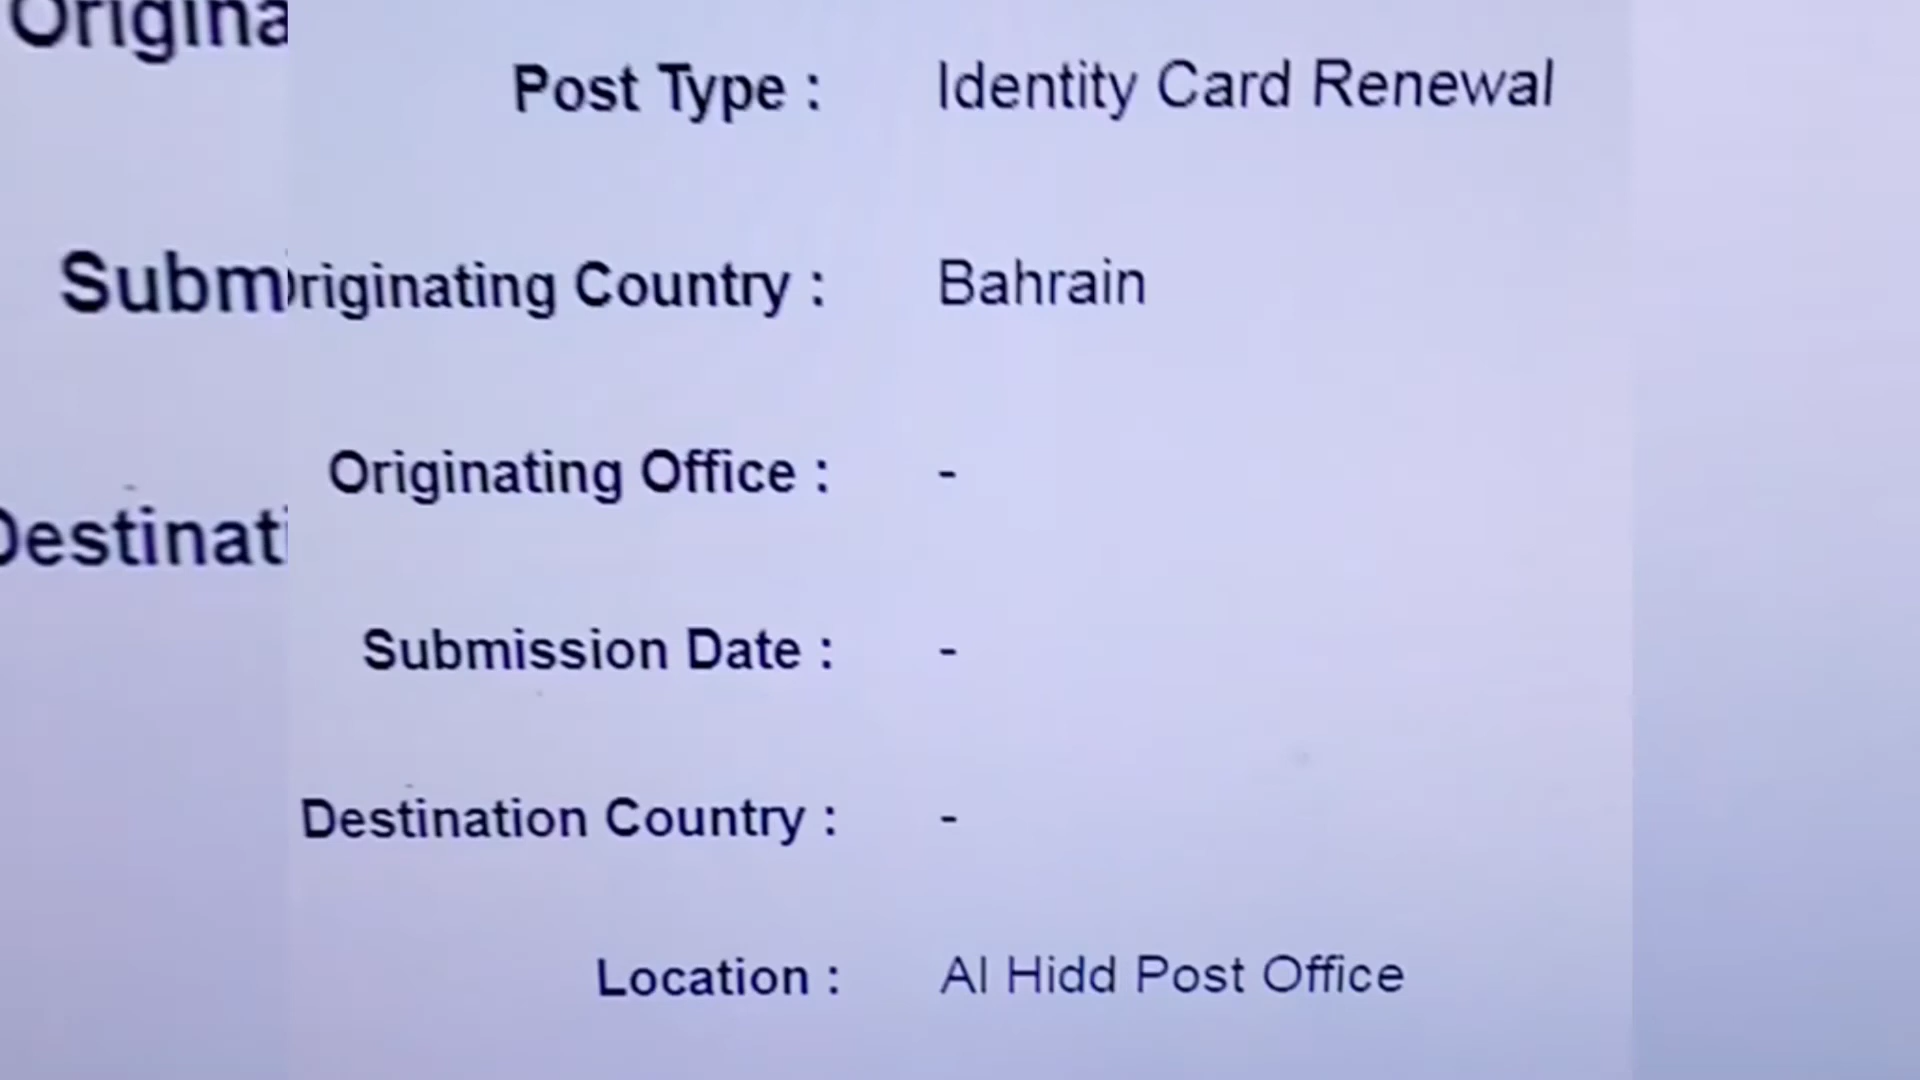 Origina
Post Type : Identity Card Renewal
Subm
Originating Country : Bahrain
Originating Office : -
Submission Date : -
Destinati
Destination Country : -
Location : Al Hidd Post Office